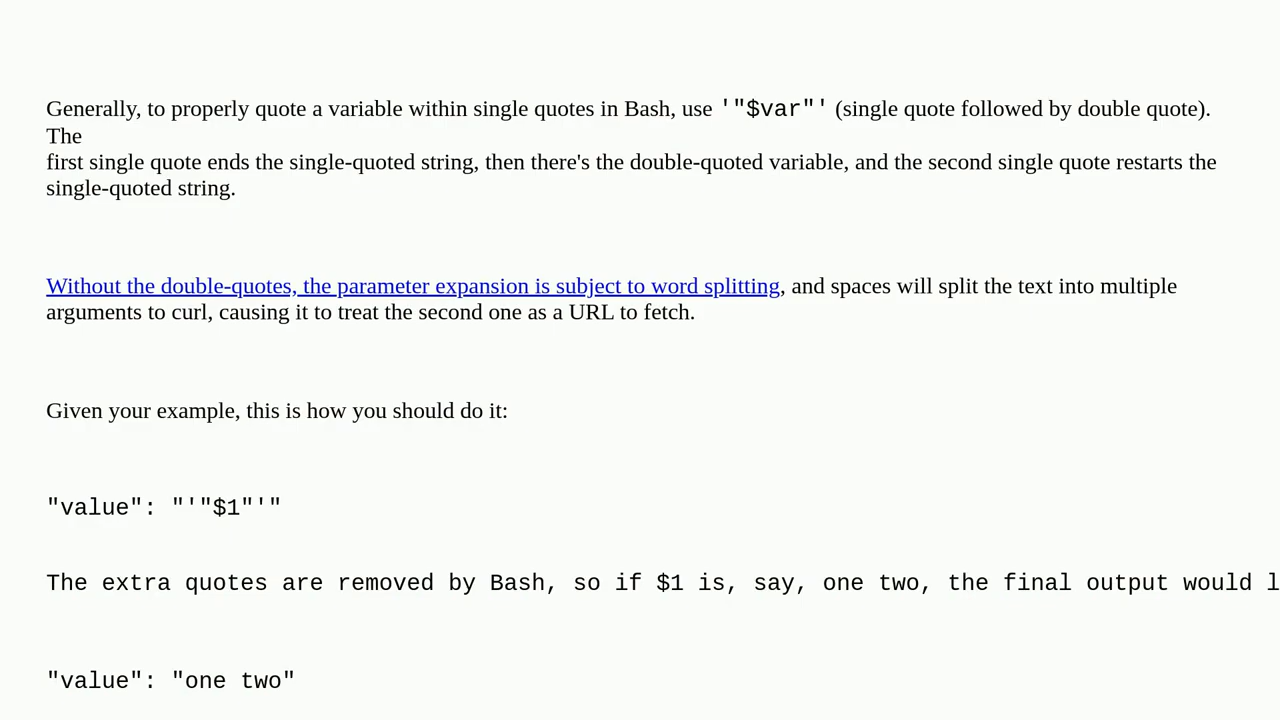 Generally, to properly quote a variable within single quotes in Bash, use '"$var"' (single quote followed by double quote).
The
first single quote ends the single-quoted string, then there's the double-quoted variable, and the second single quote restarts the
single-quoted string.
Without the double-quotes, the parameter expansion is subject to word splitting, and spaces will split the text into multiple
arguments to curl, causing it to treat the second one as a URL to fetch.
Given your example, this is how you should do it:
"value": "'"$1"'"
The extra quotes are removed by Bash, so if $1 is, say, one two, the final output would
"value": "one two"